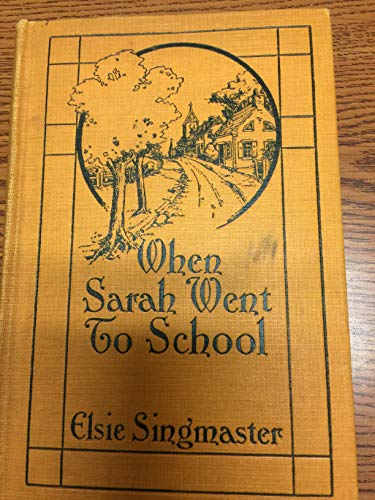 When
Sarah Went
To School
Elsie Singmaster